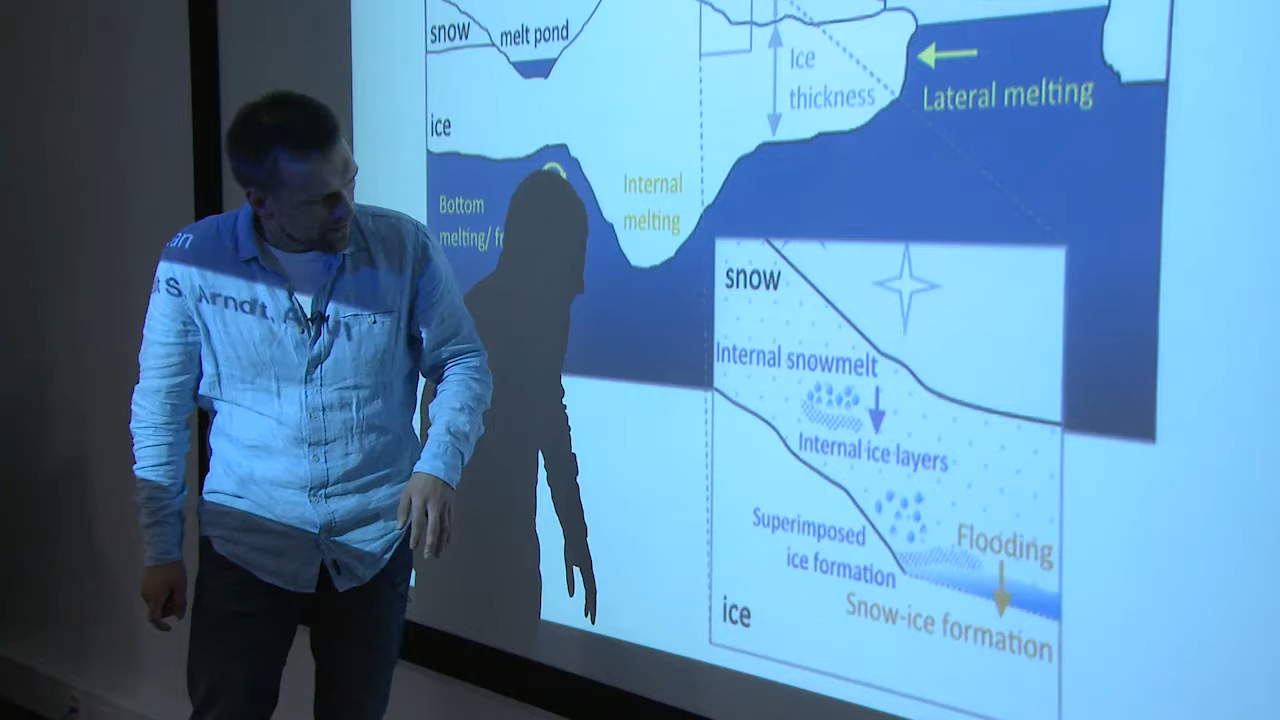 snow
melt pond
Ice
thickness
Lateral melting
ice
Internal
melting
Bottom
melting/
snow
Internal snowmelt
Internal ice layers
Superimposed
ice formation
Flooding
Snow-ice formation
ice
S. Arndt,